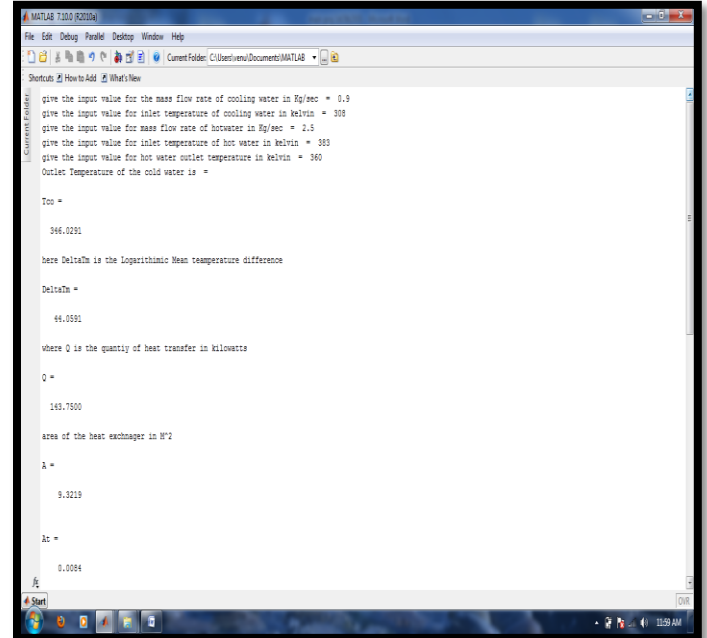 MATLAB 7.10.0 (R2010a)
File Edit Debug Parallel Desktop Window Help
Current Folder: C:\Users\venu\Documents\MATLAB
Shortcuts How to Add What's New
Current Folder
give the input value for the mass flow rate of cooling water in Kg/sec = 0.9
give the input value for inlet temperature of cooling water in kelvin = 308
give the input value for mass flow rate of hotwater in Kg/sec = 2.5
give the input value for inlet temperature of hot water in kelvin = 383
give the input value for hot water outlet temperature in kelvin = 360
Outlet Temperature of the cold water is =
Tco =
346.0291
here DeltaTm is the Logarithimic Mean teamperature difference
DeltaTm =
44.0591
where Q is the quantiy of heat transfer in kilowatts
Q =
143.7500
area of the heat exchnager in M^2
A =
9.3219
At =
0.0084
fx
Start
OVR
11:59 AM